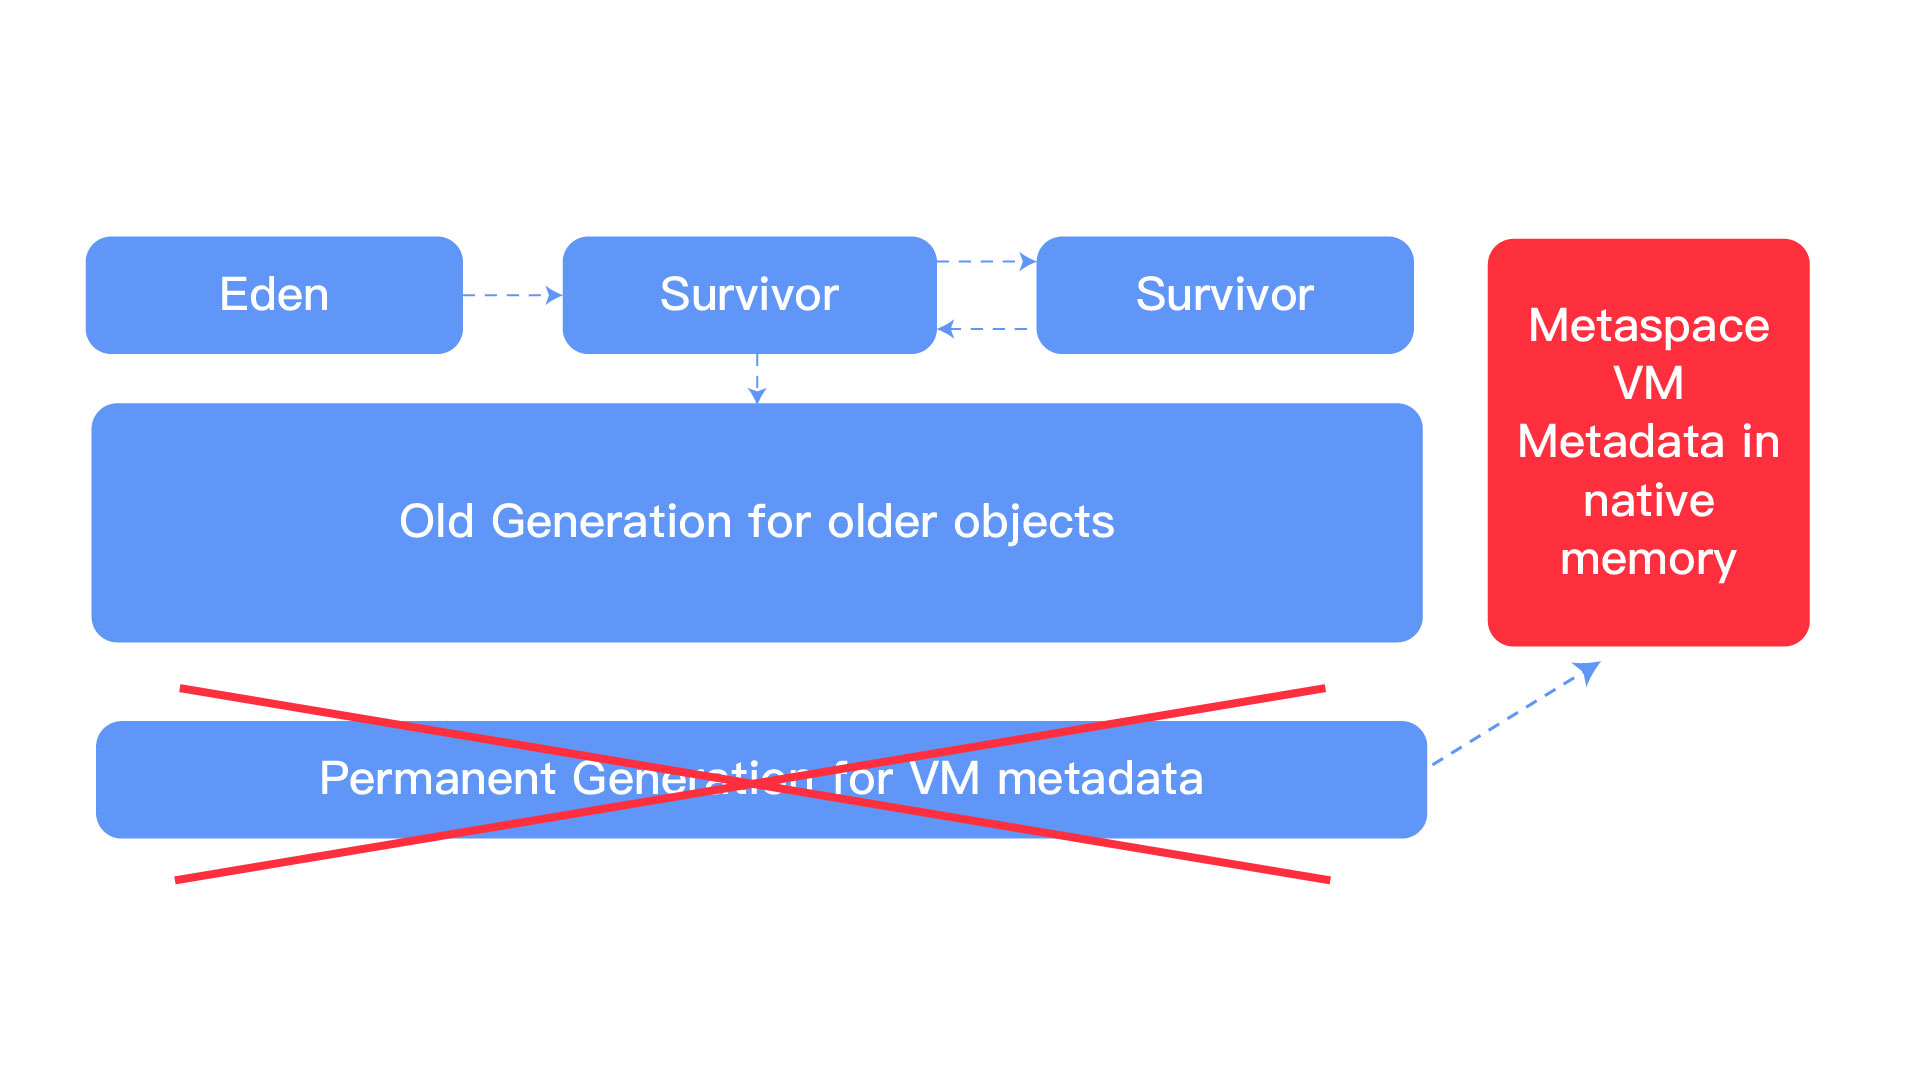 Eden
Survivor
Survivor
Metaspace
VM
Metadata in
native
memory
Old Generation for older objects
Permanent Generation for VM metadata